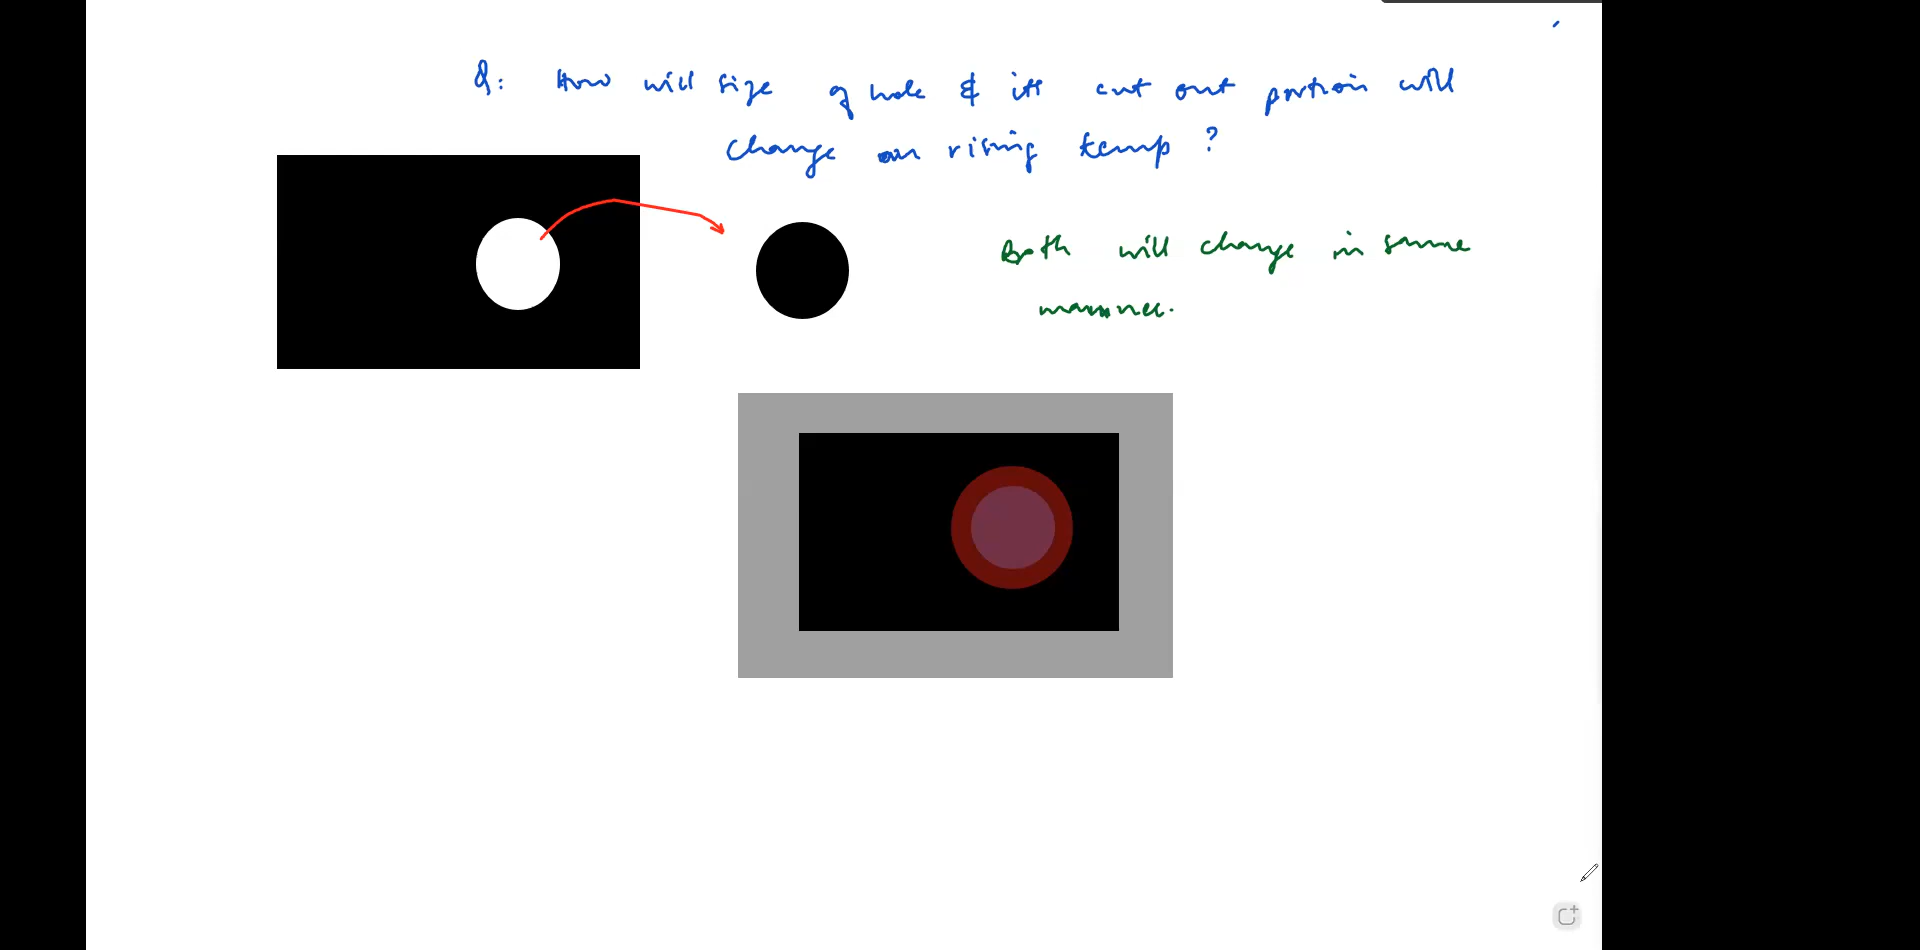 Q: How will size of hole & its cut out portion will
change on rising temp ?
Both will change in same
manner.